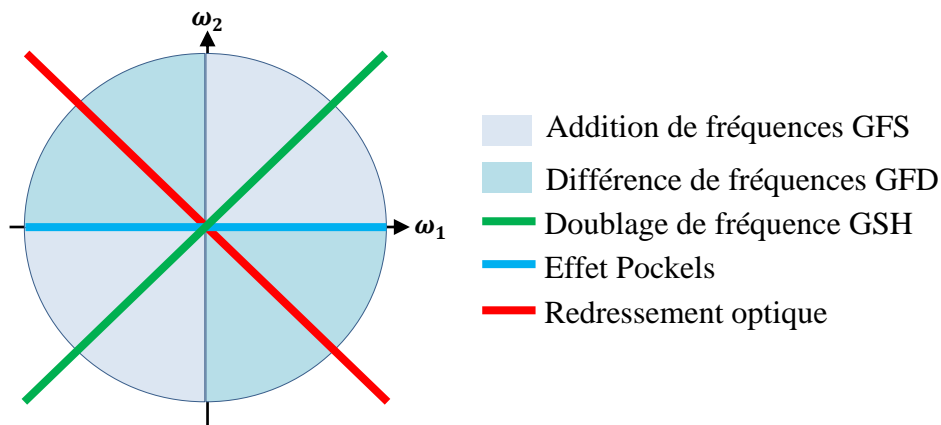 ω₂
ω₁
Addition de fréquences GFS
Différence de fréquences GFD
Doublage de fréquence GSH
Effet Pockels
Redressement optique